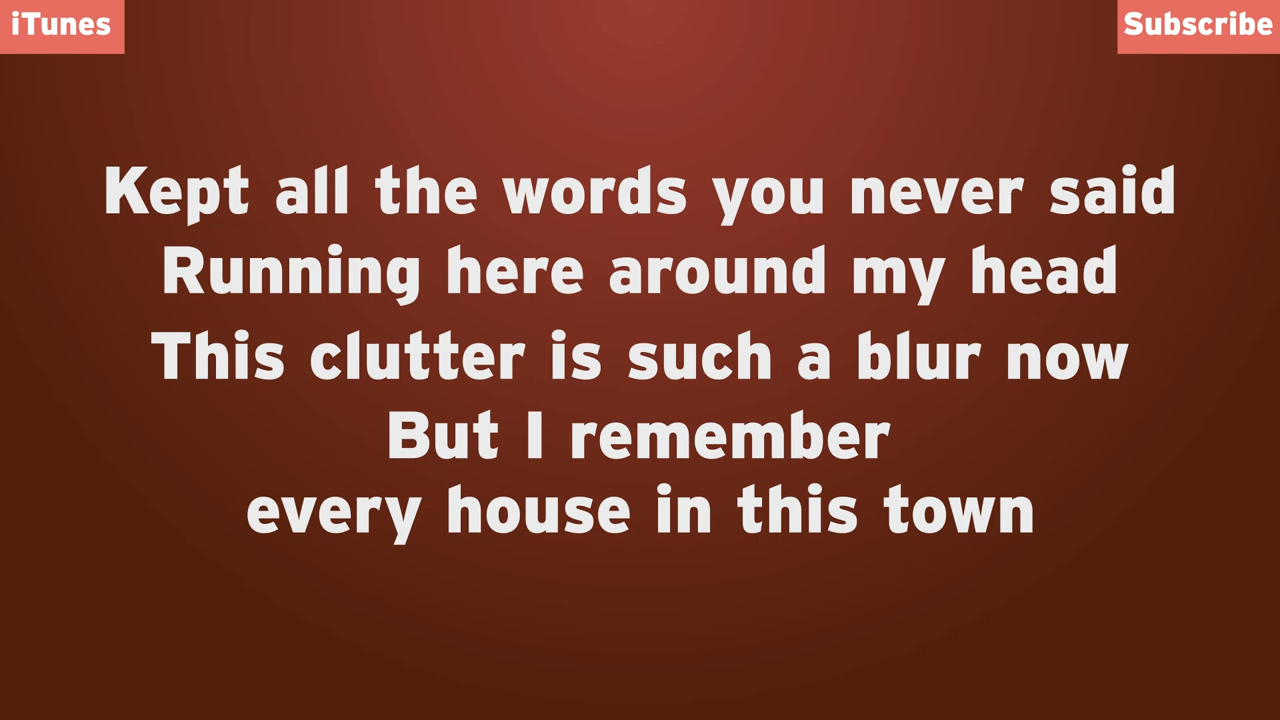 iTunes
Subscribe
Kept all the words you never said
Running here around my head
This clutter is such a blur now
But I remember
every house in this town